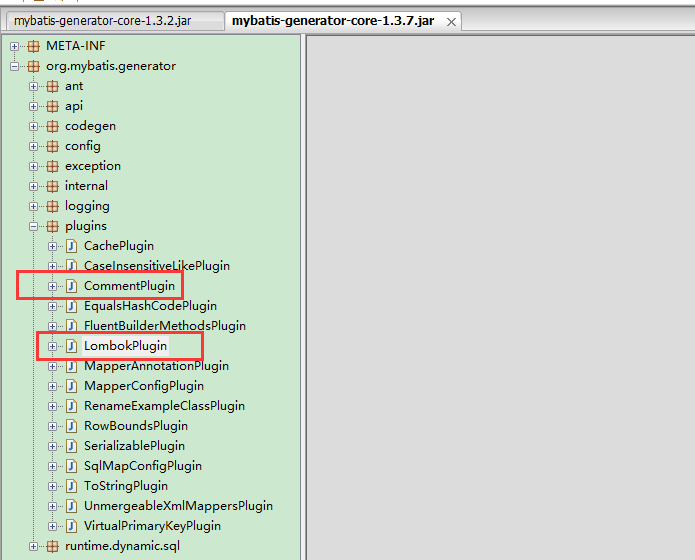 mybatis-generator-core-1.3.2.jar
mybatis-generator-core-1.3.7.jar
META-INF
org.mybatis.generator
ant
api
codegen
config
exception
internal
logging
plugins
CachePlugin
CaseInsensitiveLikePlugin
CommentPlugin
EqualsHashCodePlugin
FluentBuilderMethodsPlugin
LombokPlugin
MapperAnnotationPlugin
MapperConfigPlugin
RenameExampleClassPlugin
RowBoundsPlugin
SerializablePlugin
SqlMapConfigPlugin
ToStringPlugin
UnmergeableXmlMappersPlugin
VirtualPrimaryKeyPlugin
runtime.dynamic.sql